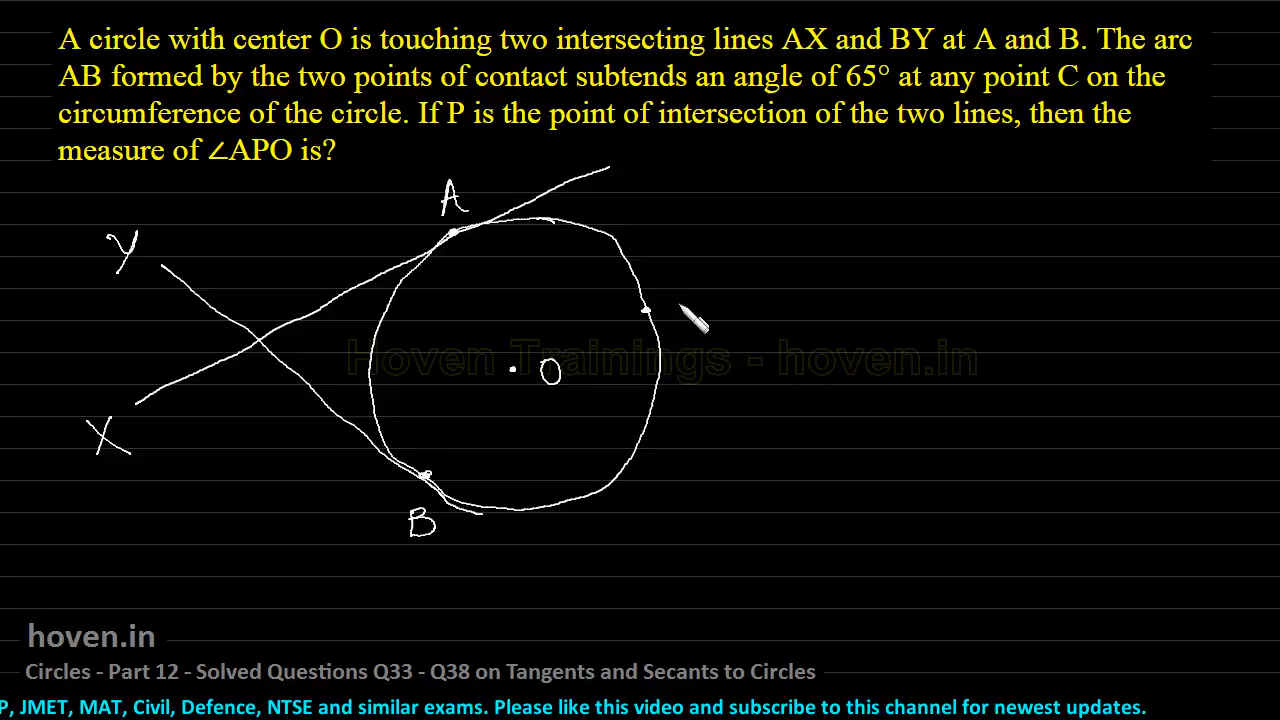 A circle with center O is touching two intersecting lines AX and BY at A and B. The arc
AB formed by the two points of contact subtends an angle of 65° at any point C on the
circumference of the circle. If P is the point of intersection of the two lines, then the
measure of ∠APO is?
A
Y
Hoven Trainings - hoven.in
O
X
B
hoven.in
Circles - Part 12 - Solved Questions Q33 - Q38 on Tangents and Secants to Circles
P, JMET, MAT, Civil, Defence, NTSE and similar exams. Please like this video and subscribe to this channel for newest updates.